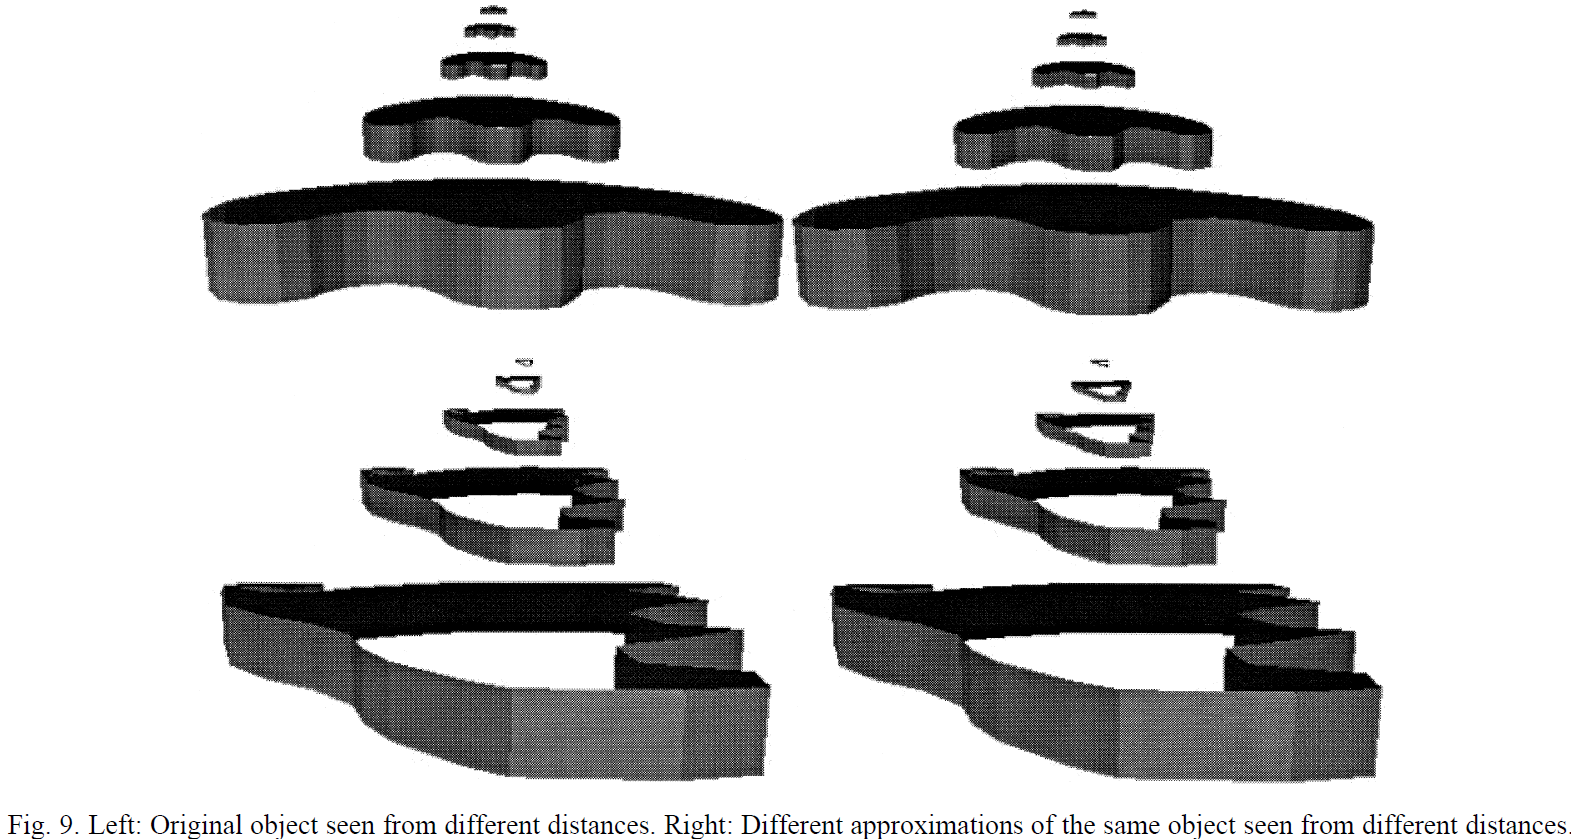 Fig. 9. Left: Original object seen from different distances. Right: Different approximations of the same object seen from different distances.